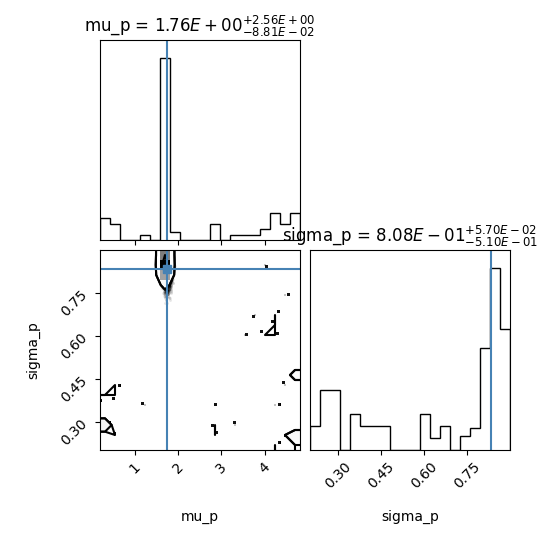 mu_p = 1.76E + 00+2.56E + 00 −8.81E − 02
sigma_p = 8.08E − 01+5.70E − 02 −5.10E − 01
0.75
0.60
0.45
0.30
sigma_p
1 2 3 4
0.30 0.45 0.60 0.75
mu_p
sigma_p